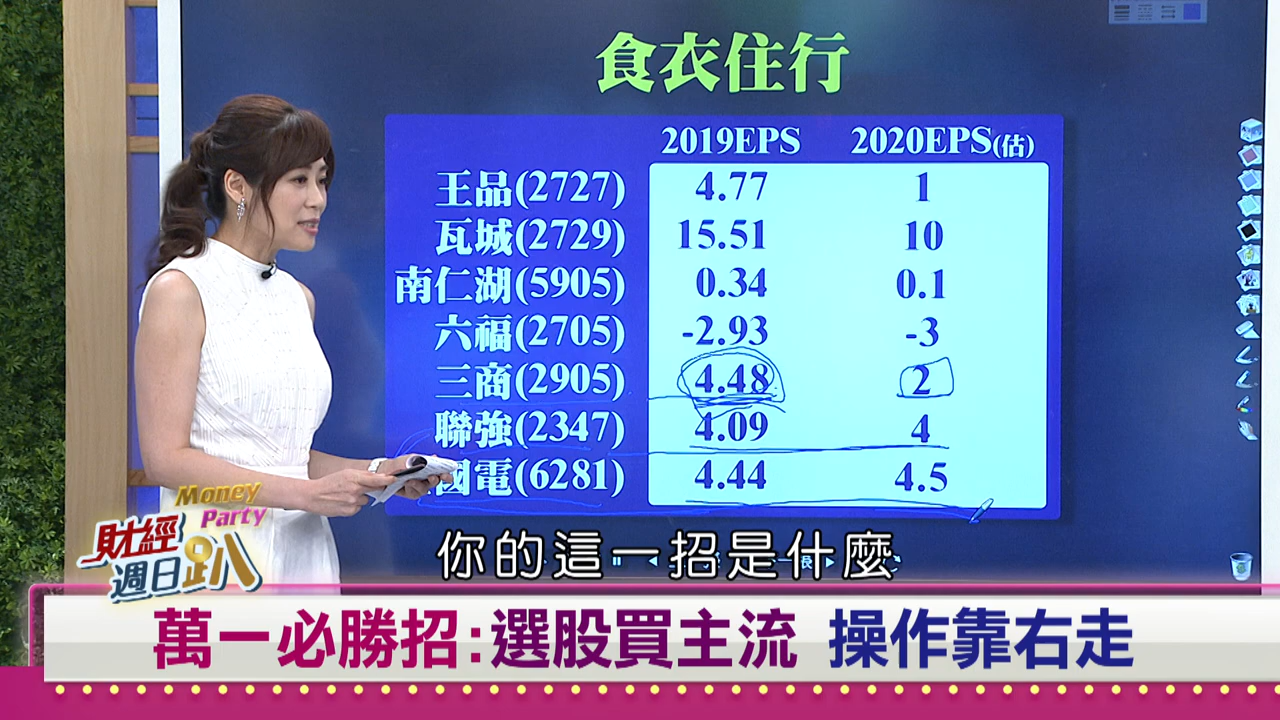 食衣住行
2019EPS 2020EPS(估)
王品(2727) 4.77 1
瓦城(2729) 15.51 10
南仁湖(5905) 0.34 0.1
六福(2705) -2.93 -3
三商(2905) 4.48 2
聯強(2347) 4.09 4
國電(6281) 4.44 4.5
Money
Party
財經
週日趴
你的這一招是什麼
萬一必勝招:選股買主流 操作靠右走